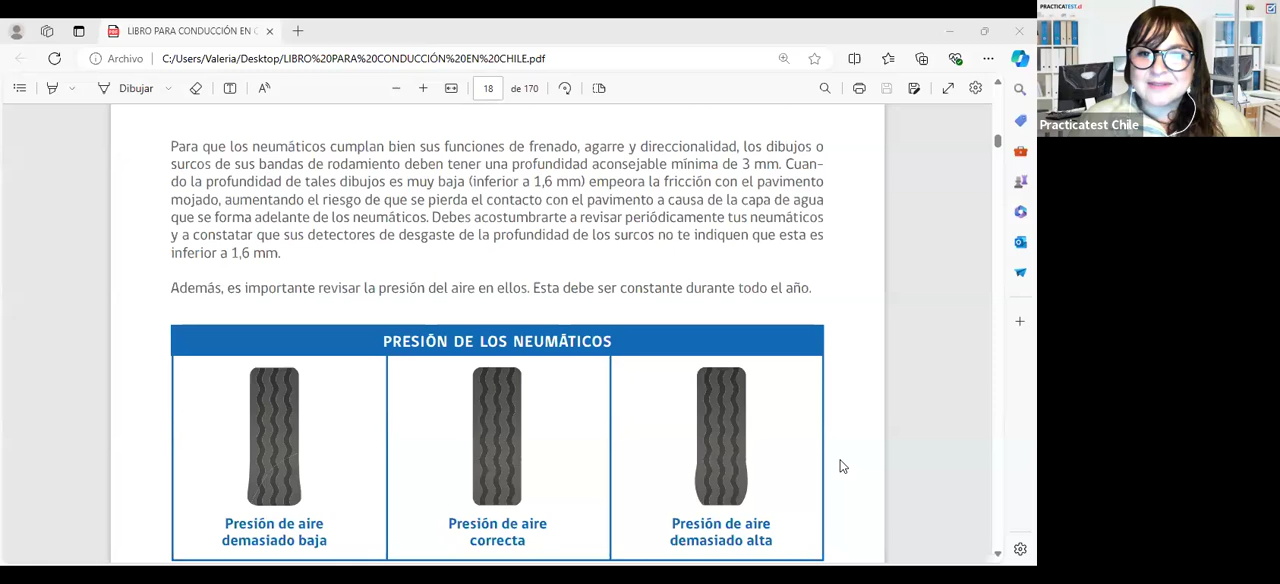 LIBRO PARA CONDUCCIÓN EN C
Archivo C:/Users/Valeria/Desktop/LIBRO%20PARA%20CONDUCCIÓN%20EN%20CHILE.pdf
Dibujar
18 de 170
PRACTICATEST.cl
Practicatest Chile
Para que los neumáticos cumplan bien sus funciones de frenado, agarre y direccionalidad, los dibujos o
surcos de sus bandas de rodamiento deben tener una profundidad aconsejable mínima de 3 mm. Cuan-
do la profundidad de tales dibujos es muy baja (inferior a 1,6 mm) empeora la fricción con el pavimento
mojado, aumentando el riesgo de que se pierda el contacto con el pavimento a causa de la capa de agua
que se forma adelante de los neumáticos. Debes acostumbrarte a revisar periódicamente tus neumáticos
y a constatar que sus detectores de desgaste de la profundidad de los surcos no te indiquen que esta es
inferior a 1,6 mm.
Además, es importante revisar la presión del aire en ellos. Esta debe ser constante durante todo el año.
PRESIÓN DE LOS NEUMÁTICOS
Presión de aire
demasiado baja
Presión de aire
correcta
Presión de aire
demasiado alta